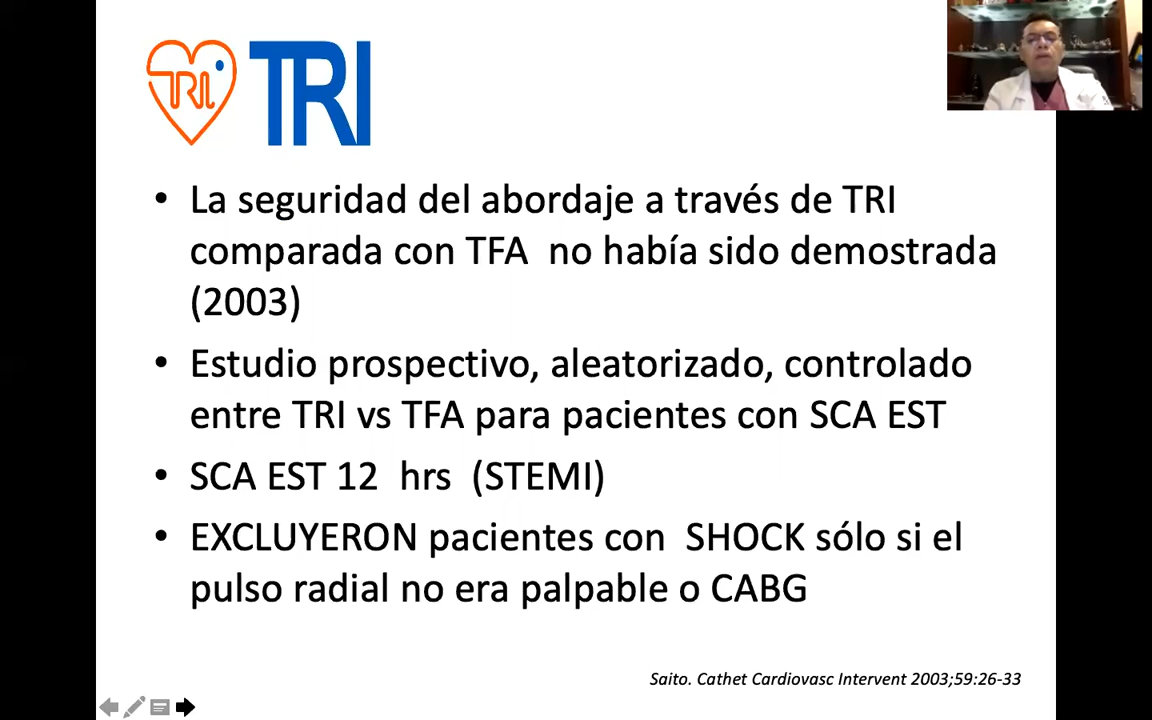 TRI TRI
• La seguridad del abordaje a través de TRI
comparada con TFA no había sido demostrada
(2003)
• Estudio prospectivo, aleatorizado, controlado
entre TRI vs TFA para pacientes con SCA EST
• SCA EST 12 hrs (STEMI)
• EXCLUYERON pacientes con SHOCK sólo si el
pulso radial no era palpable o CABG
Saito. Cathet Cardiovasc Intervent 2003;59:26-33